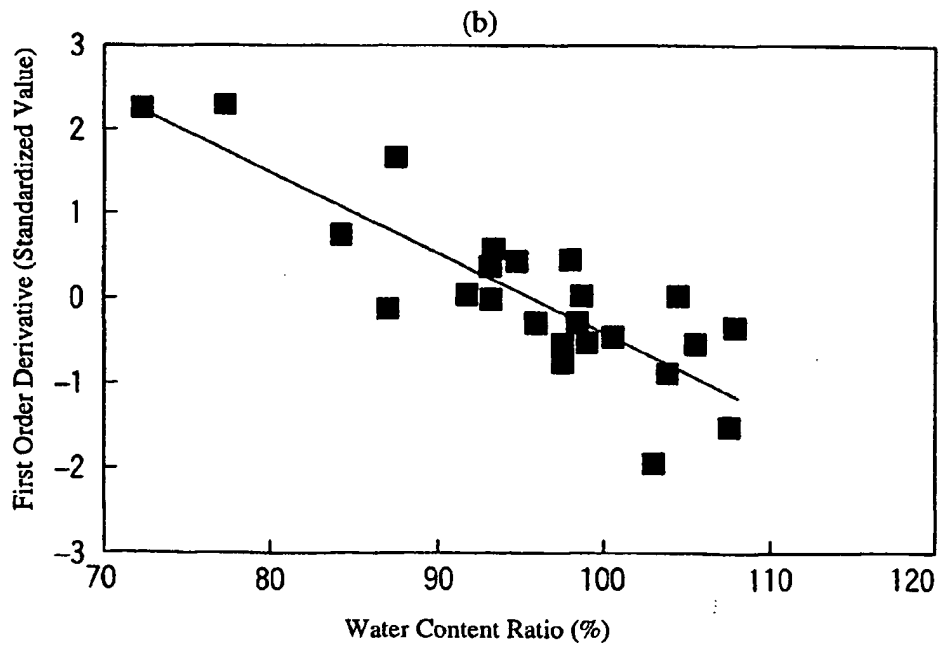 (b)
First Order Derivative (Standardized Value)
3
2
1
0
−1
−2
−3
70 80 90 100 110 120
Water Content Ratio (%)